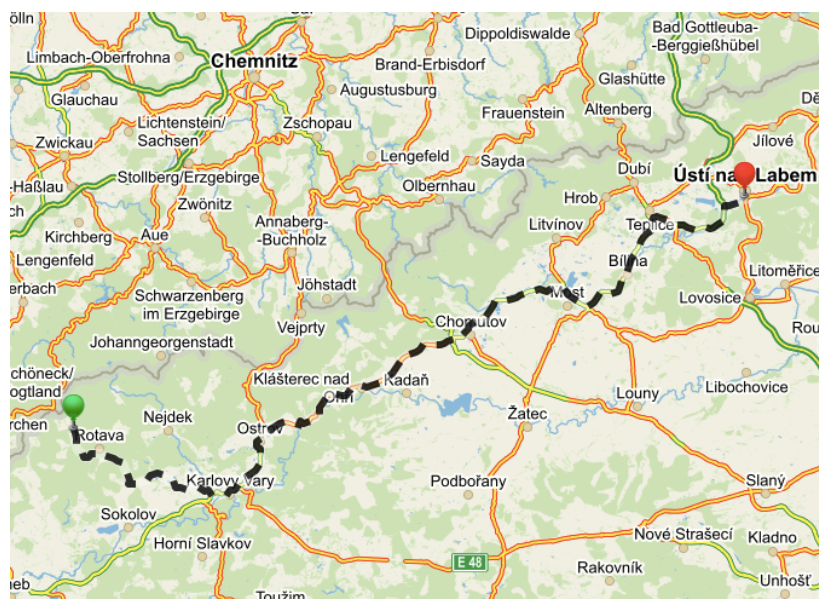 Limbach-Oberfrohna
Chemnitz
Dippoldiswalde
Bad Gottleuba-
-Berggießhübel
Brand-Erbisdorf
Glashütte
Glauchau
Augustusburg
Frauenstein
Altenberg
Lichtenstein/
Sachsen
Zschopau
Jílové
Zwickau
Lengefeld
Sayda
Dubí
Stollberg/Erzgebirge
Olbernhau
Hrob
Zwönitz
Annaberg-
-Buchholz
Litvínov
Teplice
Kirchberg
Aue
Bílina
Lengenfeld
Jöhstadt
Litoměřice
Schwarzenberg
im Erzgebirge
Most
Lovosice
Vejprty
Chomutov
Johanngeorgenstadt
Klášterec nad
Ohří
Kadaň
Libochovice
Louny
Nejdek
Žatec
Rotava
Ostrov
Karlovy Vary
Podbořany
Slaný
Sokolov
Horní Slavkov
Nové Strašecí
Kladno
E 48
Rakovník
Unhošť
Toužim